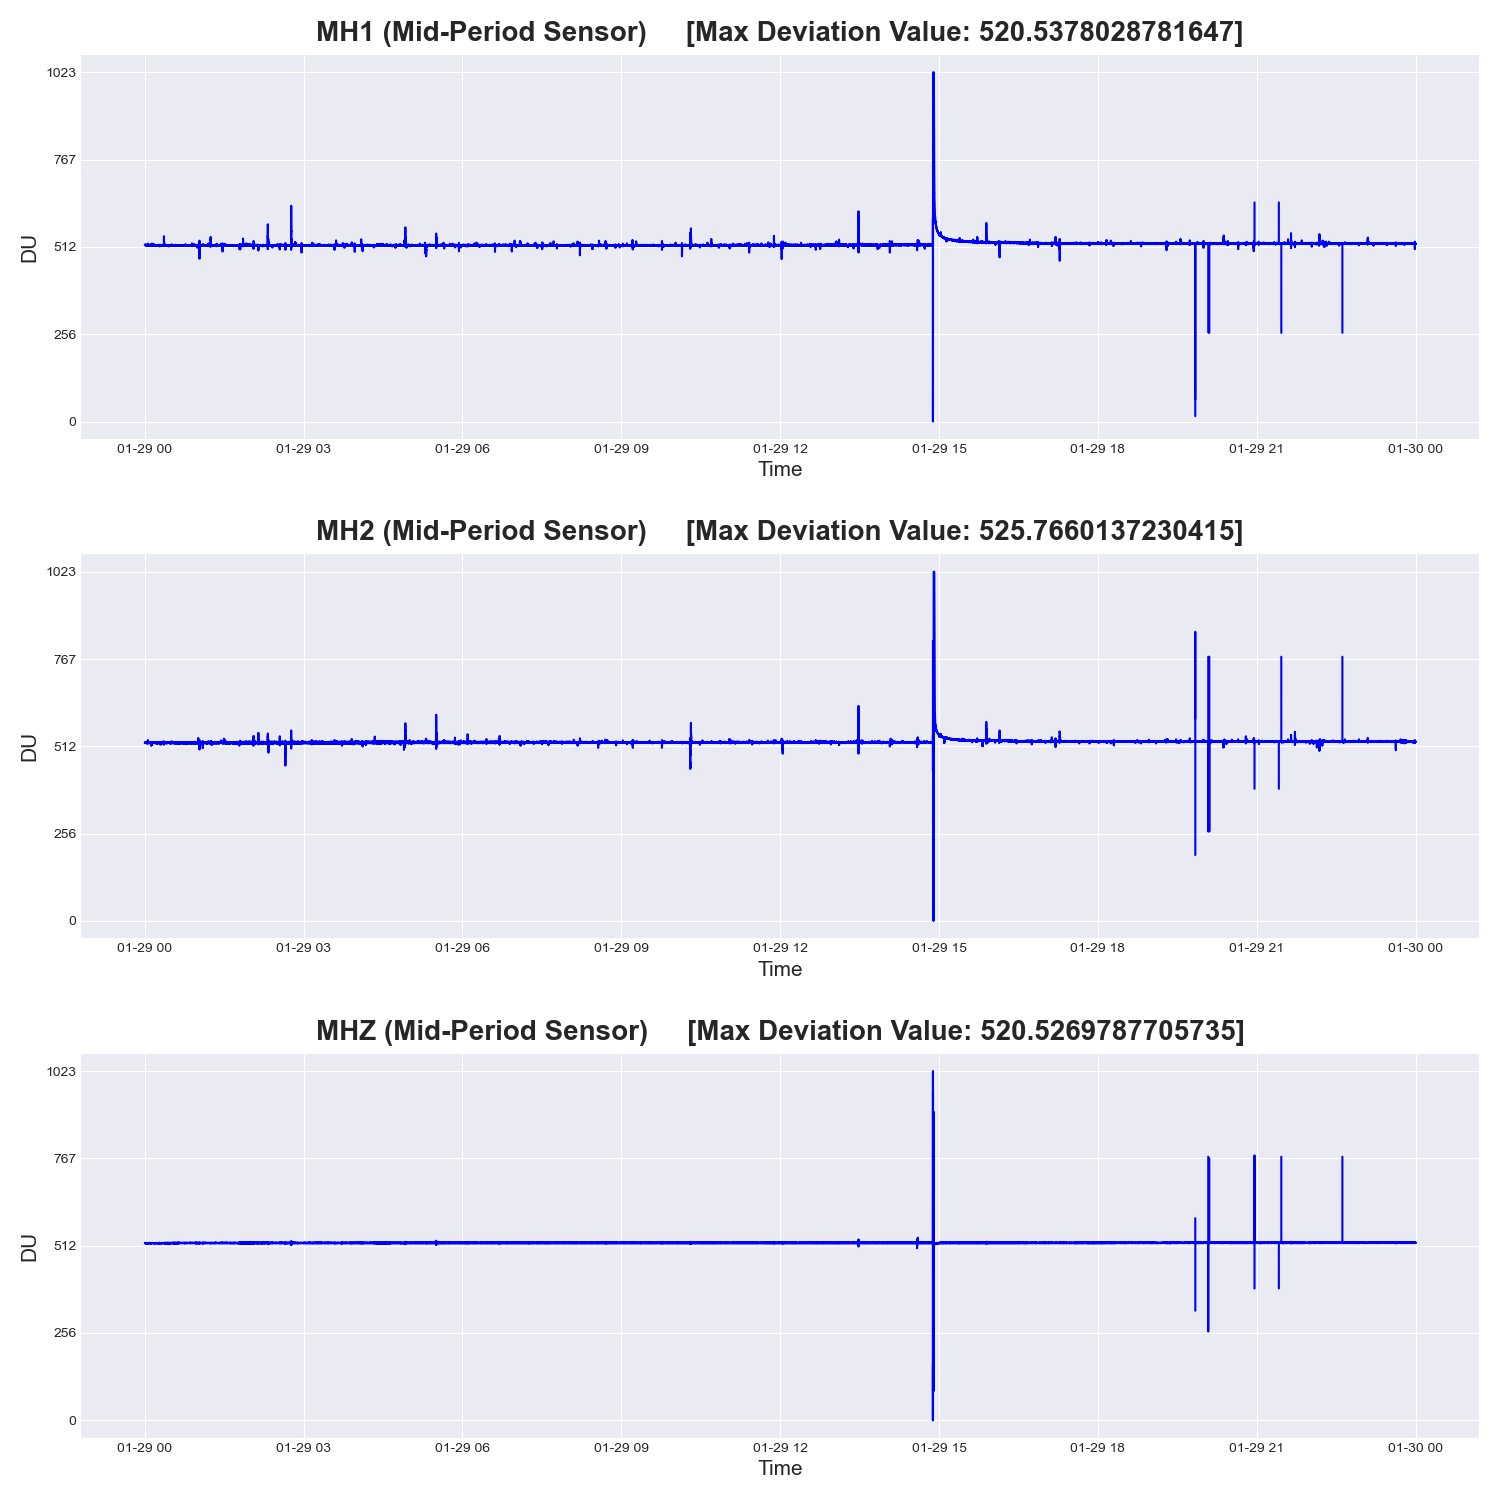 MH1 (Mid-Period Sensor) [Max Deviation Value: 520.5378028781647]
1023
767
512
256
0
DU
01-29 00 01-29 03 01-29 06 01-29 09 01-29 12 01-29 15 01-29 18 01-29 21 01-30 00
Time
MH2 (Mid-Period Sensor) [Max Deviation Value: 525.7660137230415]
1023
767
512
256
0
DU
01-29 00 01-29 03 01-29 06 01-29 09 01-29 12 01-29 15 01-29 18 01-29 21 01-30 00
Time
MHZ (Mid-Period Sensor) [Max Deviation Value: 520.5269787705735]
1023
767
512
256
0
DU
01-29 00 01-29 03 01-29 06 01-29 09 01-29 12 01-29 15 01-29 18 01-29 21 01-30 00
Time